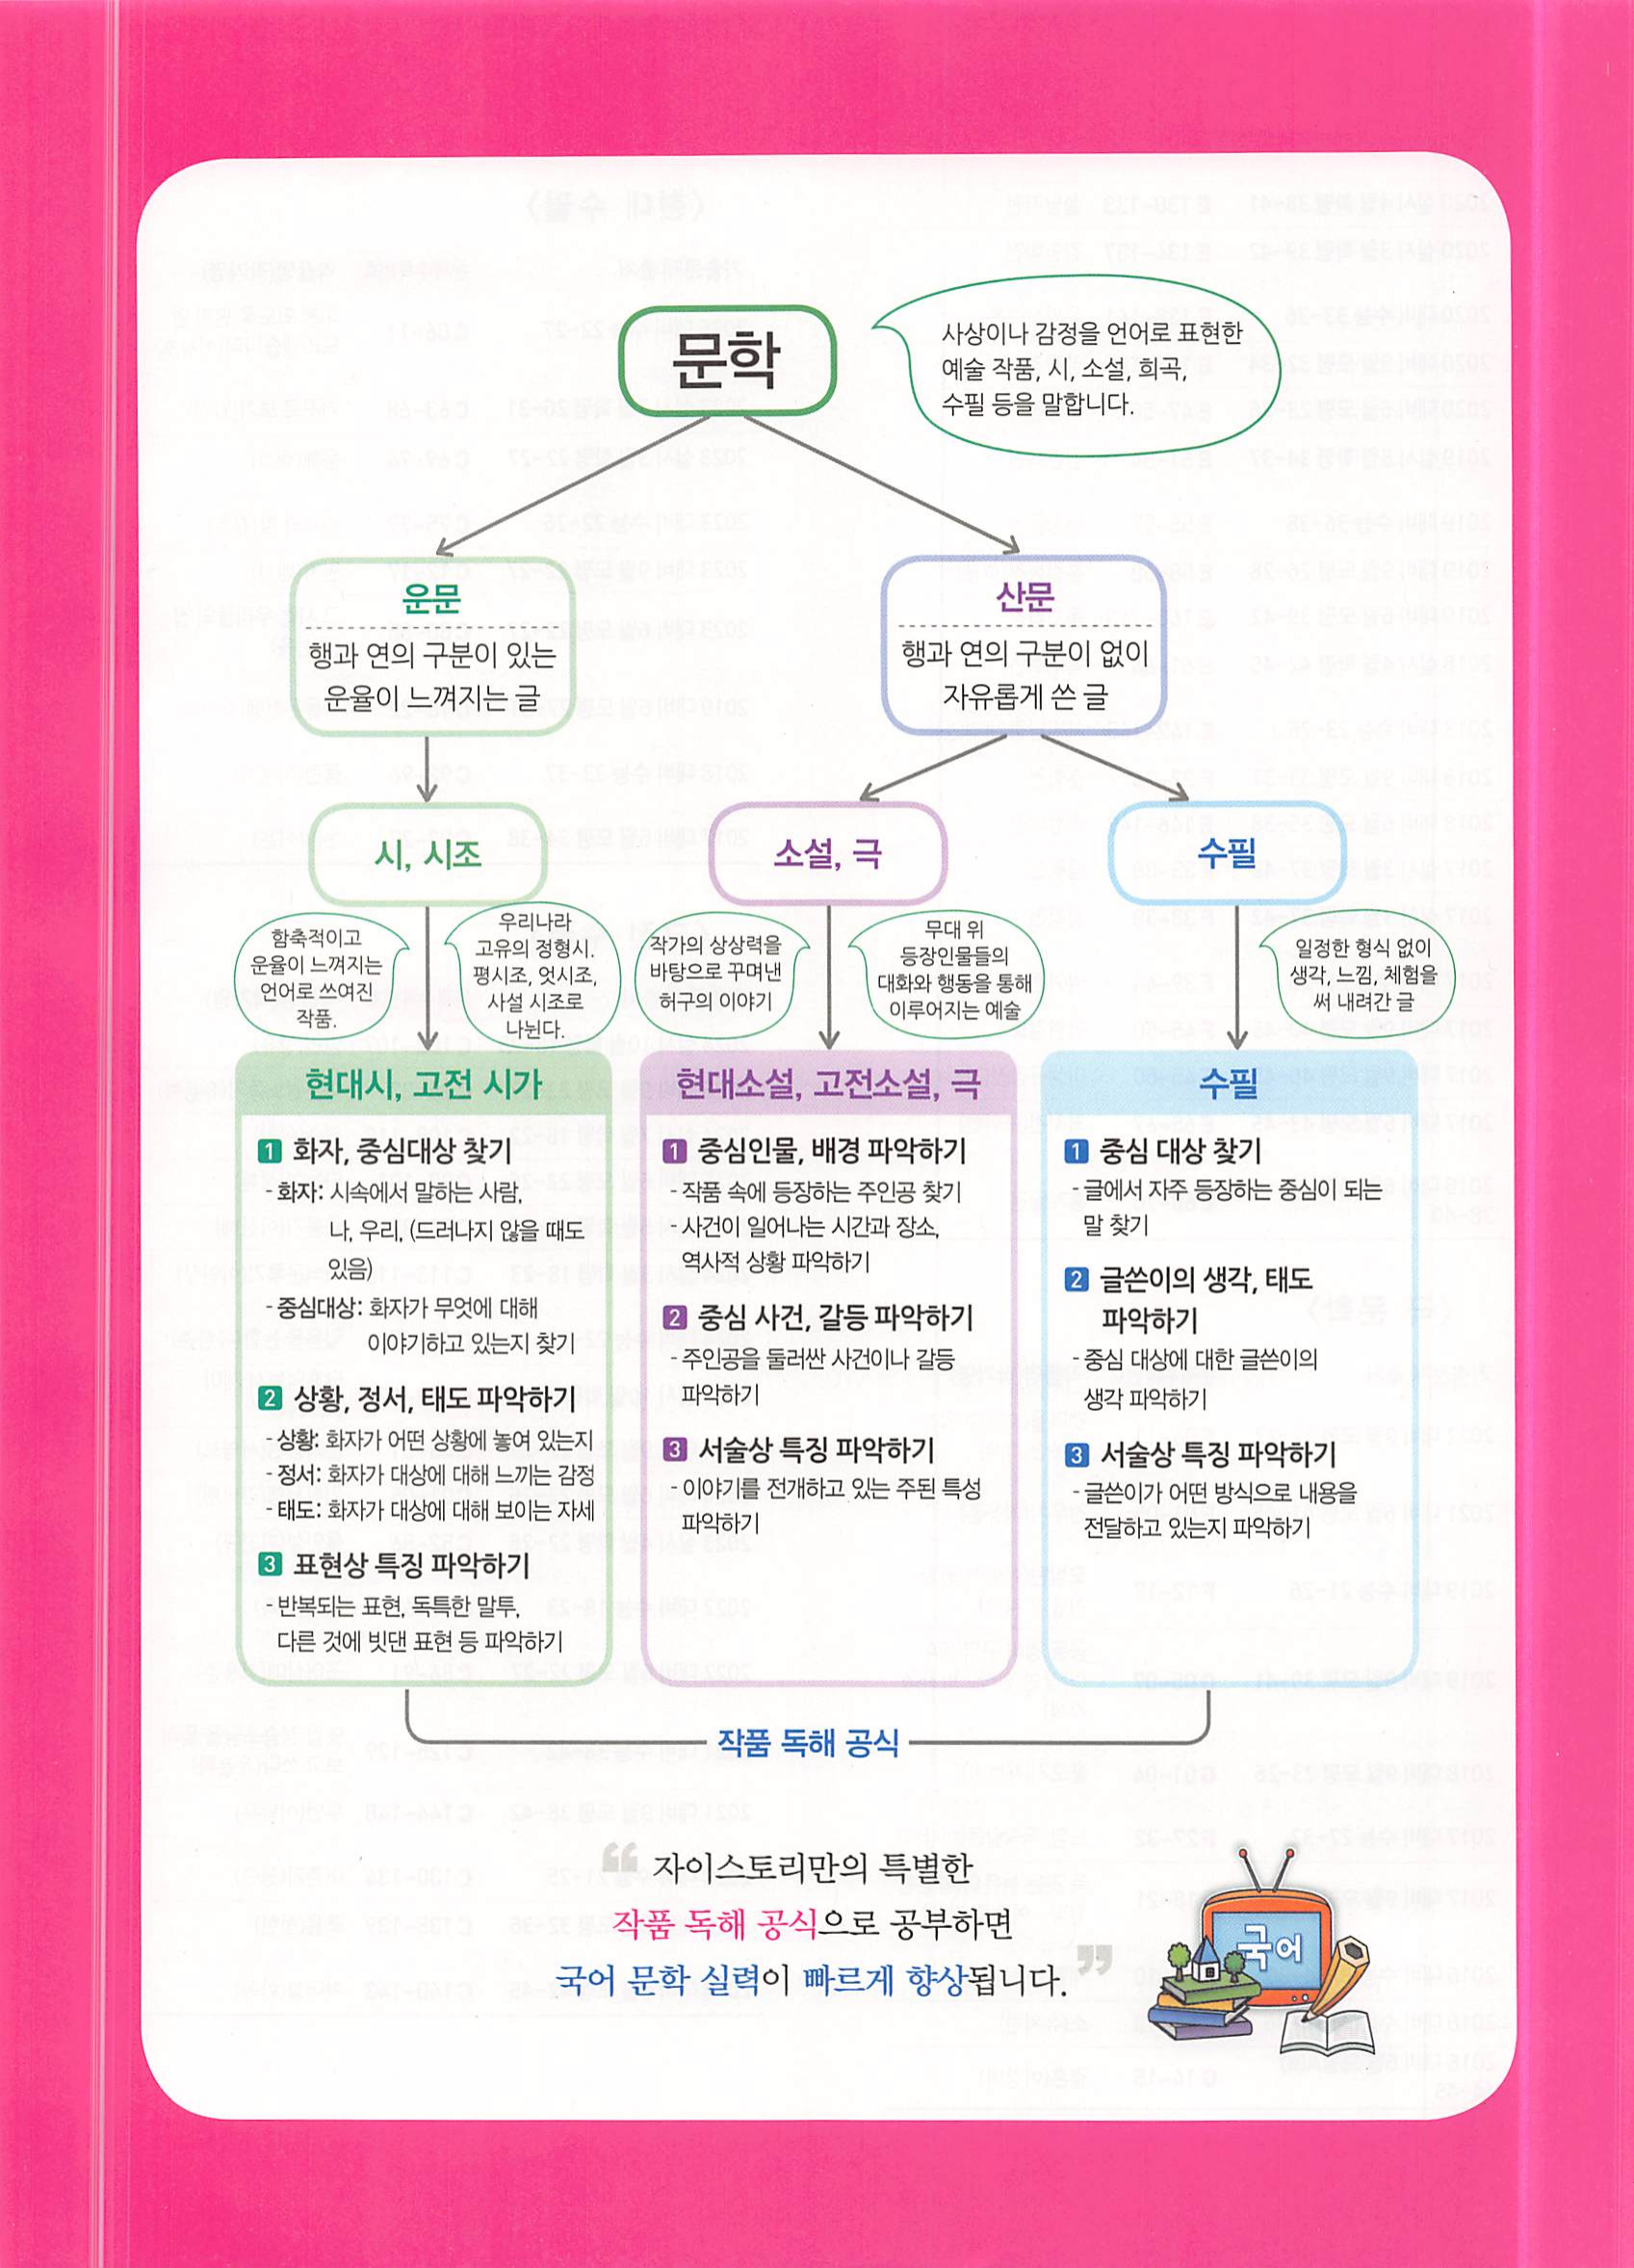 문학
사상이나 감정을 언어로 표현한
예술 작품, 시, 소설, 희곡,
수필 등을 말합니다.
운문
행과 연의 구분이 있는
운율이 느껴지는 글
산문
행과 연의 구분이 없이
자유롭게 쓴 글
시, 시조
소설, 극
수필
함축적이고
운율이 느껴지는
언어로 쓰여진
작품.
우리나라
고유의 정형시.
평시조, 엇시조,
사설 시조로
나뉜다.
작가의 상상력을
바탕으로 꾸며낸
허구의 이야기
무대 위
등장인물들의
대화와 행동을 통해
이루어지는 예술
일정한 형식 없이
생각, 느낌, 체험을
써 내려간 글
현대시, 고전 시가
1 화자, 중심대상 찾기
- 화자: 시속에서 말하는 사람,
나, 우리, (드러나지 않을 때도
있음)
- 중심대상: 화자가 무엇에 대해
이야기하고 있는지 찾기
2 상황, 정서, 태도 파악하기
- 상황: 화자가 어떤 상황에 놓여 있는지
- 정서: 화자가 대상에 대해 느끼는 감정
- 태도: 화자가 대상에 대해 보이는 자세
3 표현상 특징 파악하기
- 반복되는 표현, 독특한 말투,
다른 것에 빗댄 표현 등 파악하기
현대소설, 고전소설, 극
1 중심인물, 배경 파악하기
- 작품 속에 등장하는 주인공 찾기
- 사건이 일어나는 시간과 장소,
역사적 상황 파악하기
2 중심 사건, 갈등 파악하기
- 주인공을 둘러싼 사건이나 갈등
파악하기
3 서술상 특징 파악하기
- 이야기를 전개하고 있는 주된 특성
파악하기
수필
1 중심 대상 찾기
- 글에서 자주 등장하는 중심이 되는
말 찾기
2 글쓴이의 생각, 태도
파악하기
- 중심 대상에 대한 글쓴이의
생각 파악하기
3 서술상 특징 파악하기
- 글쓴이가 어떤 방식으로 내용을
전달하고 있는지 파악하기
작품 독해 공식
“ 자이스토리만의 특별한
작품 독해 공식으로 공부하면
국어 문학 실력이 빠르게 향상됩니다. ”
국어